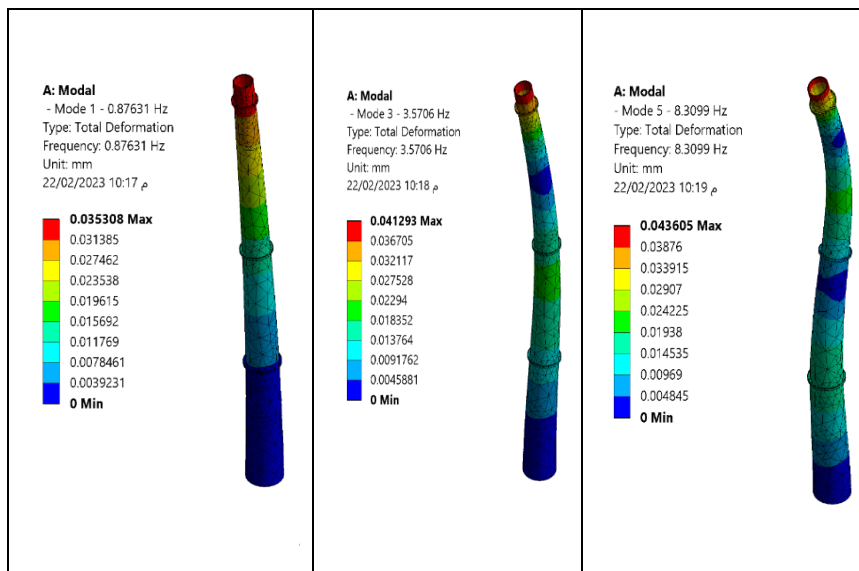 A: Modal
- Mode 1 - 0.87631 Hz
Type: Total Deformation
Frequency: 0.87631 Hz
Unit: mm
22/02/2023 10:17 م
0.035308 Max
0.031385
0.027462
0.023538
0.019615
0.015692
0.011769
0.0078461
0.0039231
0 Min
A: Modal
- Mode 3 - 3.5706 Hz
Type: Total Deformation
Frequency: 3.5706 Hz
Unit: mm
22/02/2023 10:18 م
0.041293 Max
0.036705
0.032117
0.027528
0.02294
0.018352
0.013764
0.0091762
0.0045881
0 Min
A: Modal
- Mode 5 - 8.3099 Hz
Type: Total Deformation
Frequency: 8.3099 Hz
Unit: mm
22/02/2023 10:19 م
0.043605 Max
0.03876
0.033915
0.02907
0.024225
0.01938
0.014535
0.00969
0.004845
0 Min